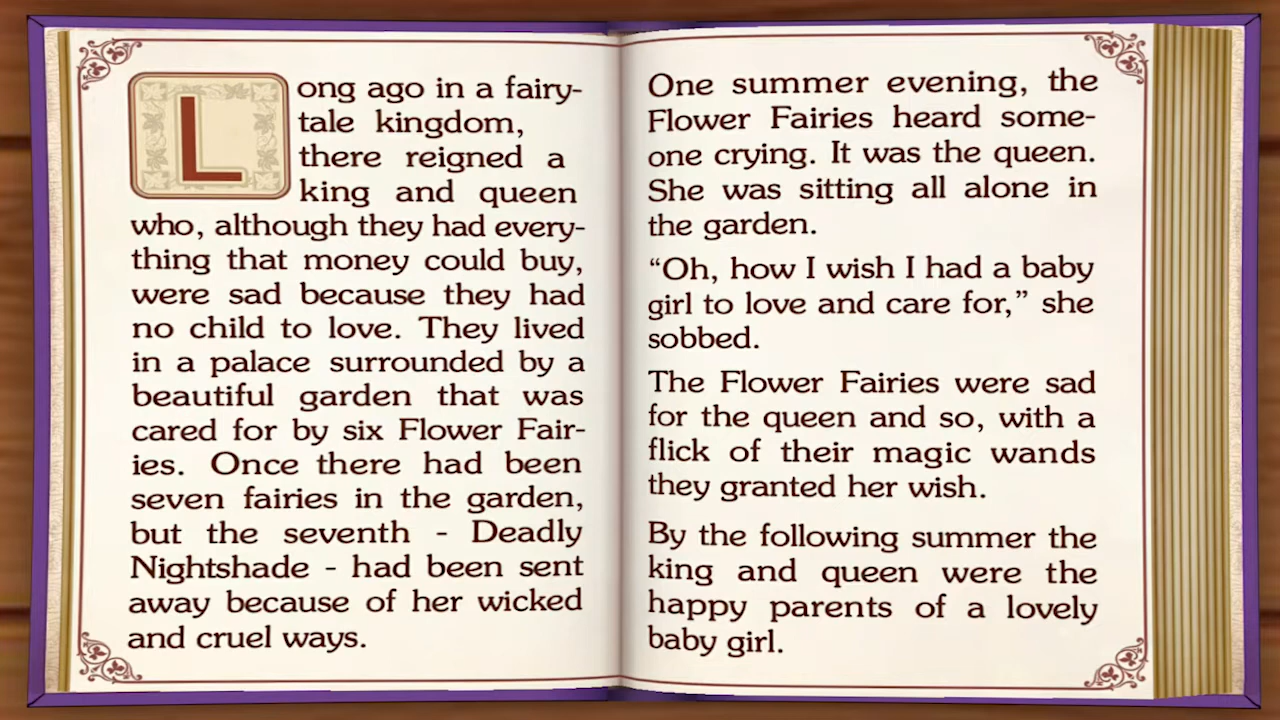 Long ago in a fairy-
tale kingdom,
there reigned a
king and queen
who, although they had every-
thing that money could buy,
were sad because they had
no child to love. They lived
in a palace surrounded by a
beautiful garden that was
cared for by six Flower Fair-
ies. Once there had been
seven fairies in the garden,
but the seventh - Deadly
Nightshade - had been sent
away because of her wicked
and cruel ways.
One summer evening, the
Flower Fairies heard some-
one crying. It was the queen.
She was sitting all alone in
the garden.
“Oh, how I wish I had a baby
girl to love and care for,” she
sobbed.
The Flower Fairies were sad
for the queen and so, with a
flick of their magic wands
they granted her wish.
By the following summer the
king and queen were the
happy parents of a lovely
baby girl.